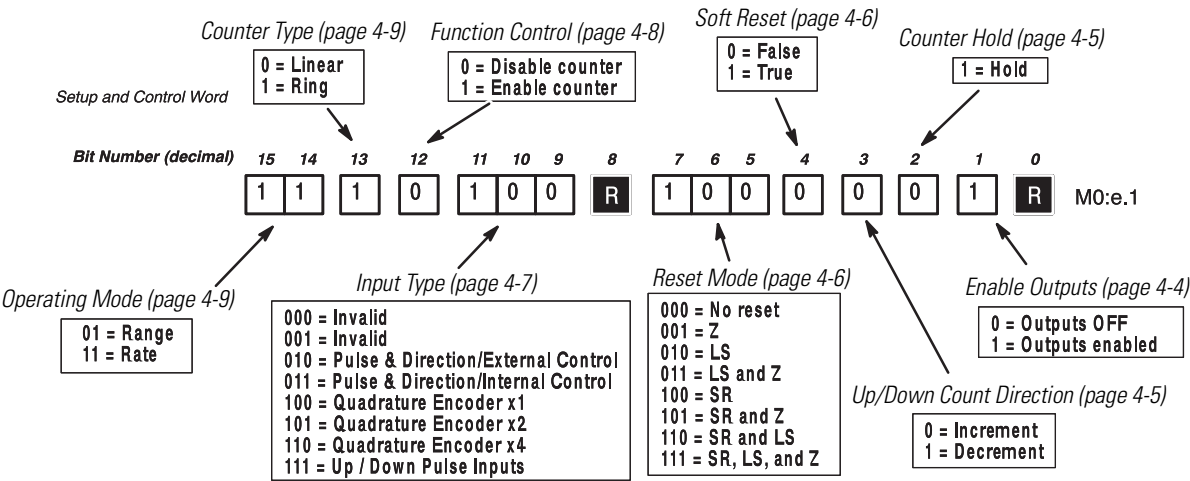 Counter Type (page 4-9)
0 = Linear
1 = Ring
Function Control (page 4-8)
0 = Disable counter
1 = Enable counter
Soft Reset (page 4-6)
0 = False
1 = True
Counter Hold (page 4-5)
1 = Hold
Setup and Control Word
Bit Number (decimal) 15 14 13 12 11 10 9 8 7 6 5 4 3 2 1 0
1 1 1 0 1 0 0 R 1 0 0 0 0 0 1 R M0:e.1
Operating Mode (page 4-9)
01 = Range
11 = Rate
Input Type (page 4-7)
000 = Invalid
001 = Invalid
010 = Pulse & Direction/External Control
011 = Pulse & Direction/Internal Control
100 = Quadrature Encoder x1
101 = Quadrature Encoder x2
110 = Quadrature Encoder x4
111 = Up / Down Pulse Inputs
Reset Mode (page 4-6)
000 = No reset
001 = Z
010 = LS
011 = LS and Z
100 = SR
101 = SR and Z
110 = SR and LS
111 = SR, LS, and Z
Enable Outputs (page 4-4)
0 = Outputs OFF
1 = Outputs enabled
Up/Down Count Direction (page 4-5)
0 = Increment
1 = Decrement